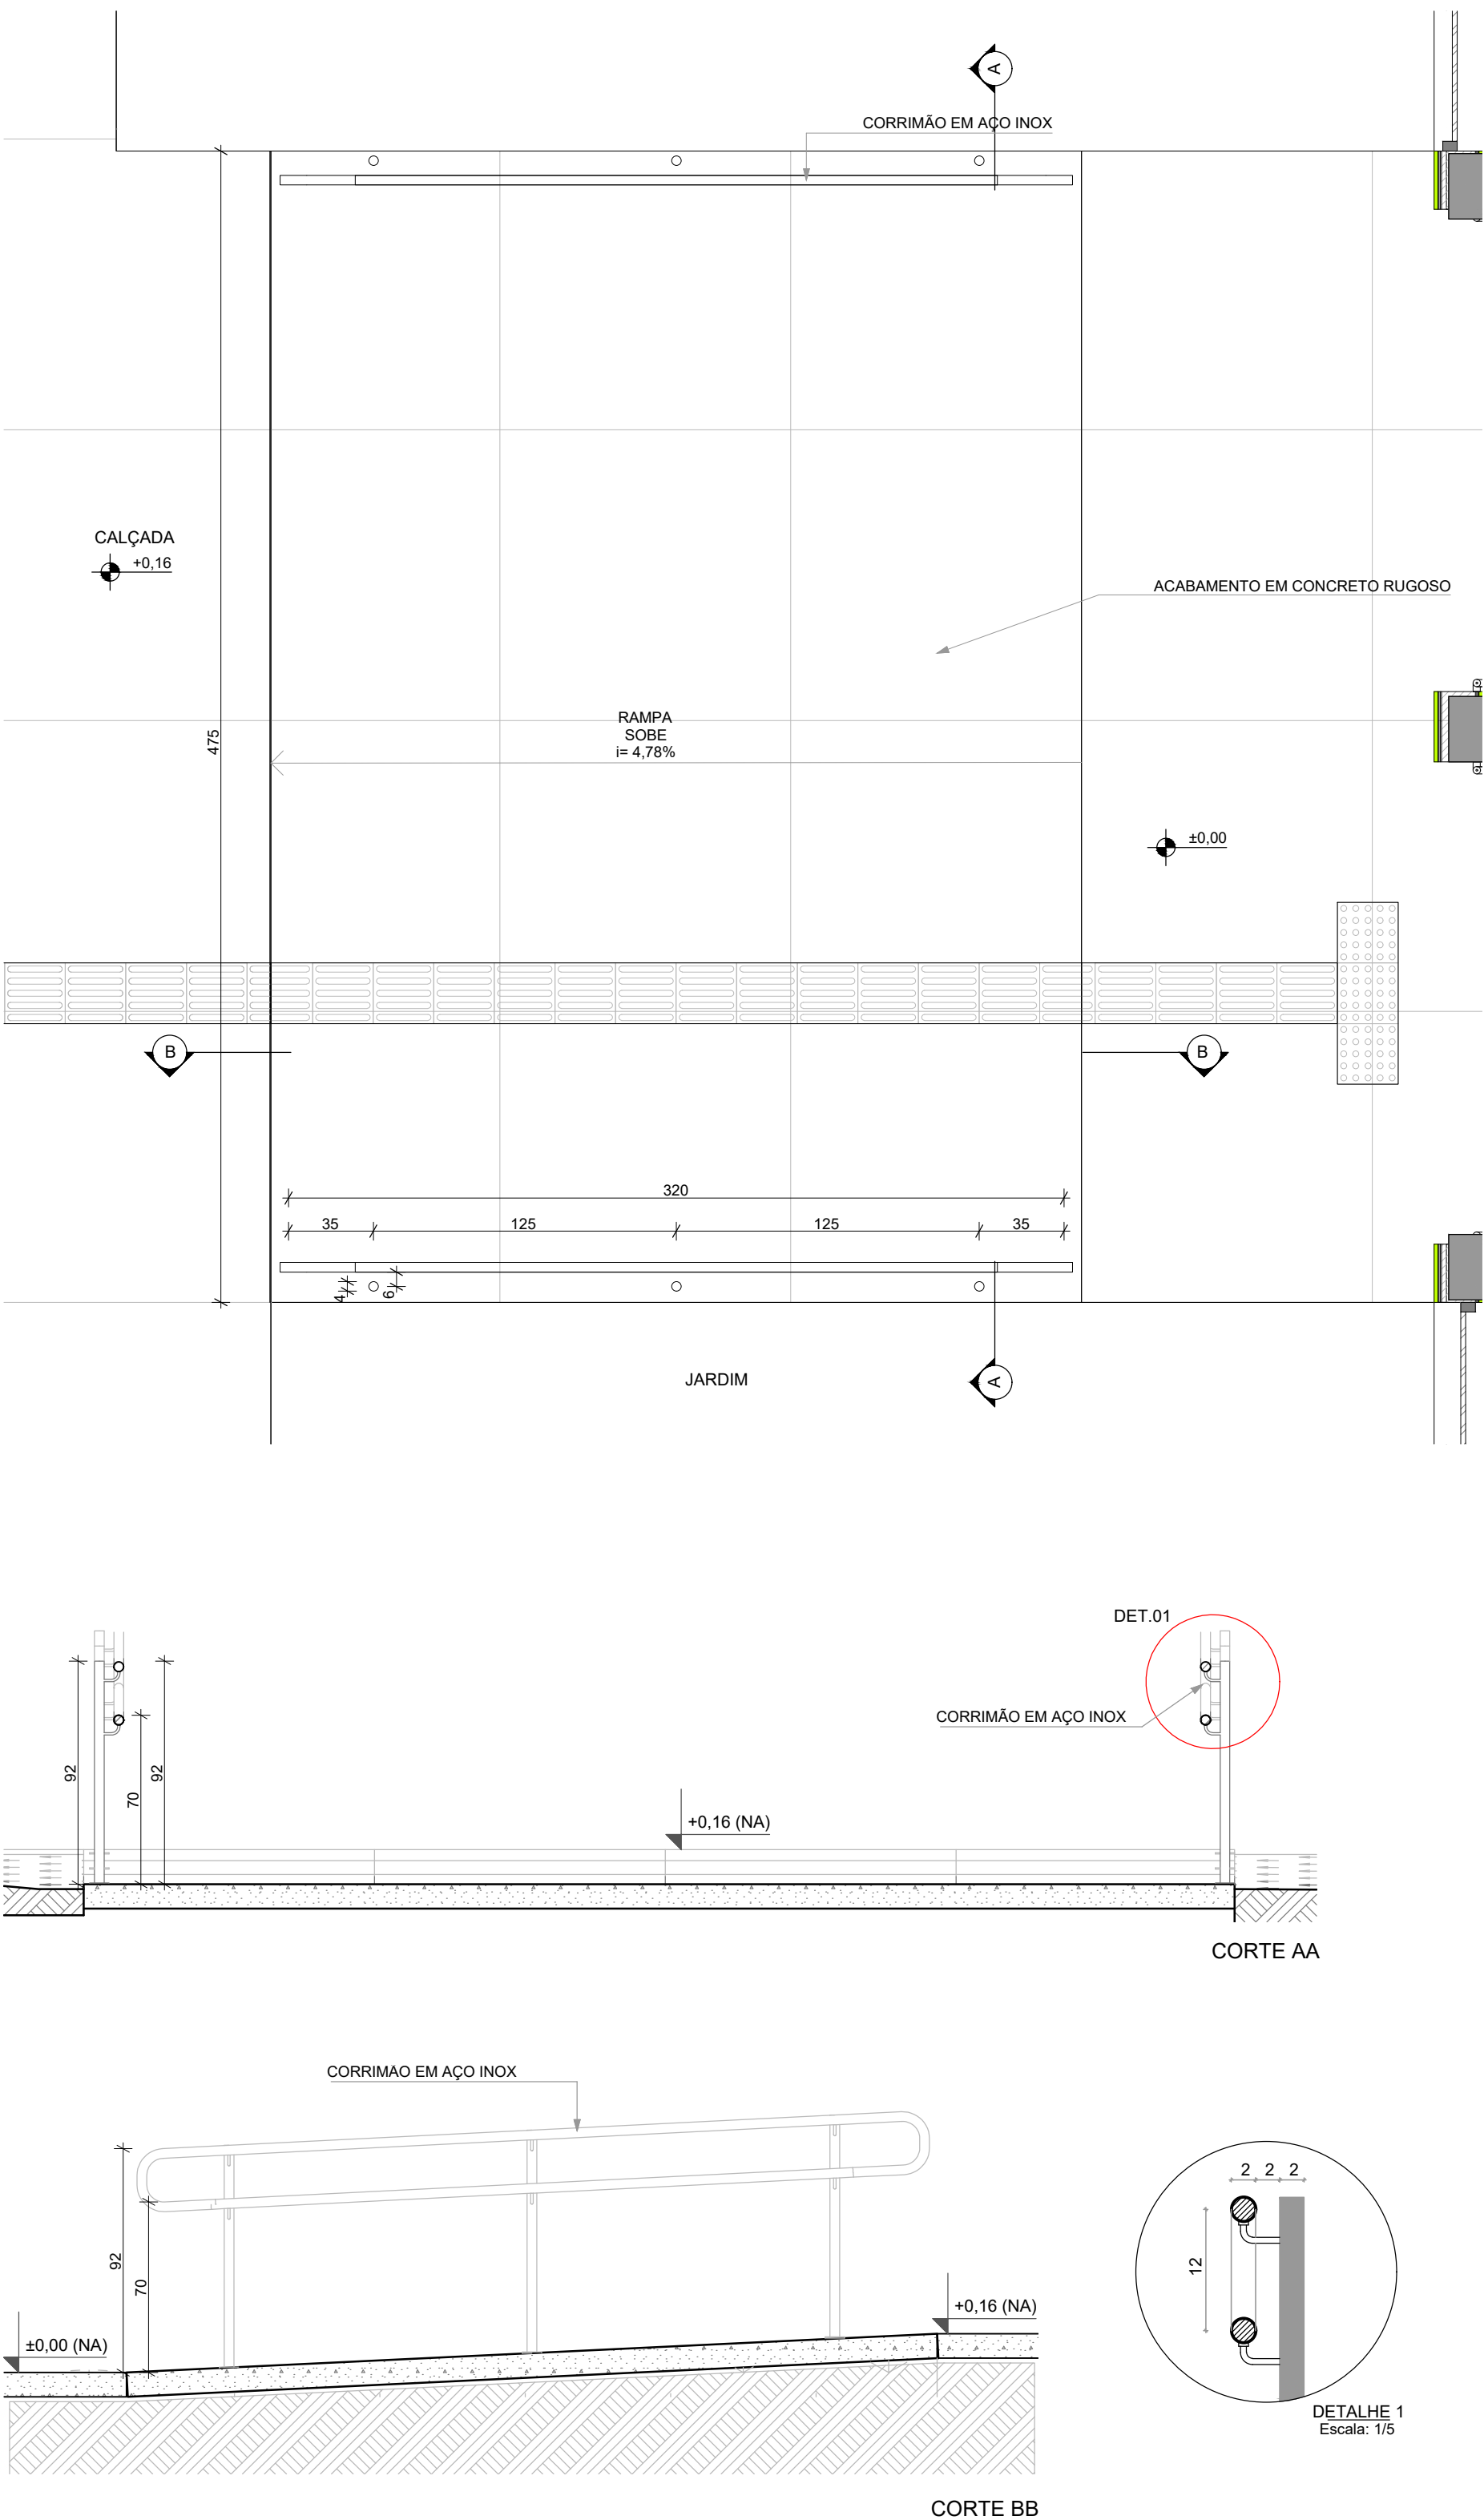 A
CORRIMÃO EM AÇO INOX
CALÇADA
+0,16
ACABAMENTO EM CONCRETO RUGOSO
475
RAMPA
SOBE
i= 4,78%
±0,00
B
B
320
35
125
125
35
4
6
JARDIM
A
DET.01
CORRIMÃO EM AÇO INOX
92
70
92
+0,16 (NA)
CORTE AA
CORRIMAO EM AÇO INOX
2 2 2
92
70
12
+0,16 (NA)
±0,00 (NA)
DETALHE 1
Escala: 1/5
CORTE BB